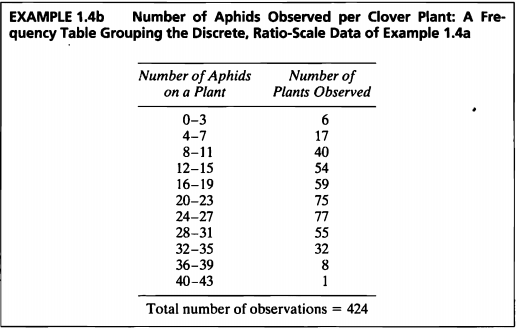 EXAMPLE 1.4b Number of Aphids Observed per Clover Plant: A Fre-
quency Table Grouping the Discrete, Ratio-Scale Data of Example 1.4a
Number of Aphids Number of
on a Plant Plants Observed
0–3 6
4–7 17
8–11 40
12–15 54
16–19 59
20–23 75
24–27 77
28–31 55
32–35 32
36–39 8
40–43 1
Total number of observations = 424